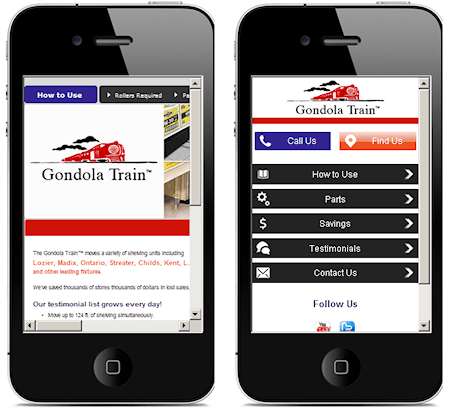 How to Use
Rollers Required
Pa
Gondola Train™
The Gondola Train™ moves a variety of shelving units including
Lozier, Madix, Ontario, Streater, Childs, Kent, L.
and other leading fixtures.
We've saved thousands of stores thousands of dollars in lost sales.
Our testimonial list grows every day!
Move up to 124 ft. of shelving simultaneously.
Gondola Train™
Call Us
Find Us
How to Use
Parts
Savings
Testimonials
Contact Us
Follow Us
You